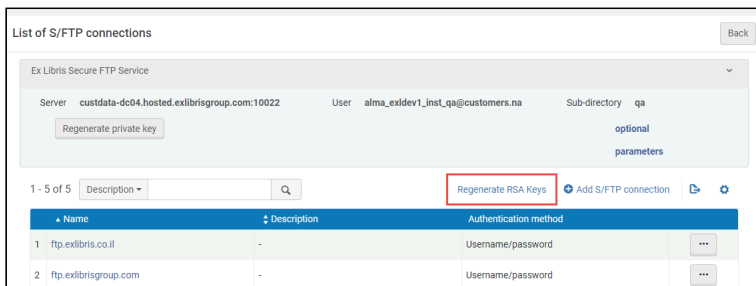 List of S/FTP connections
Back
Ex Libris Secure FTP Service
Server custdata-dc04.hosted.exlibrisgroup.com:10022 User alma_exldev1_inst_qa@customers.na Sub-directory qa
Regenerate private key optional
parameters
1 - 5 of 5 Description Regenerate RSA Keys Add S/FTP connection
Name Description Authentication method
1 ftp.exlibris.co.il - Username/password
2 ftp.exlibrisgroup.com - Username/password